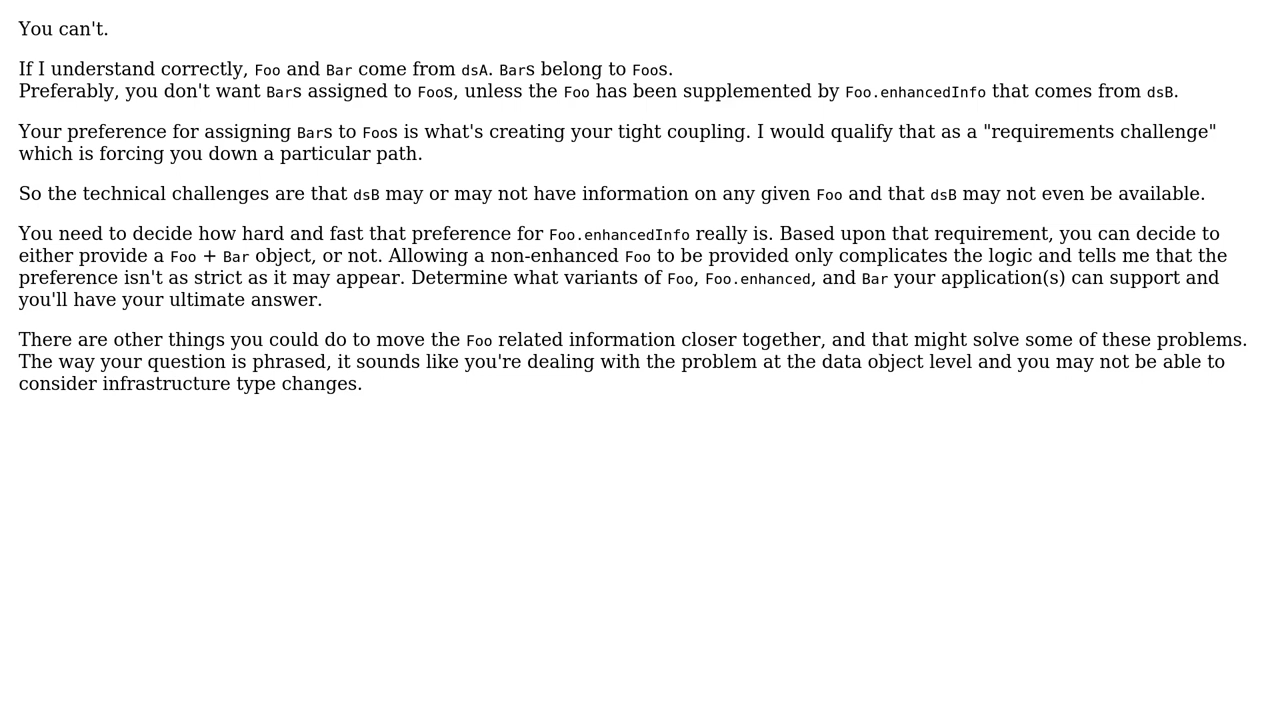 You can't.
If I understand correctly, Foo and Bar come from dsA. Bars belong to Foos.
Preferably, you don't want Bars assigned to Foos, unless the Foo has been supplemented by Foo.enhancedInfo that comes from dsB.
Your preference for assigning Bars to Foos is what's creating your tight coupling. I would qualify that as a "requirements challenge"
which is forcing you down a particular path.
So the technical challenges are that dsB may or may not have information on any given Foo and that dsB may not even be available.
You need to decide how hard and fast that preference for Foo.enhancedInfo really is. Based upon that requirement, you can decide to
either provide a Foo + Bar object, or not. Allowing a non-enhanced Foo to be provided only complicates the logic and tells me that the
preference isn't as strict as it may appear. Determine what variants of Foo, Foo.enhanced, and Bar your application(s) can support and
you'll have your ultimate answer.
There are other things you could do to move the Foo related information closer together, and that might solve some of these problems.
The way your question is phrased, it sounds like you're dealing with the problem at the data object level and you may not be able to
consider infrastructure type changes.